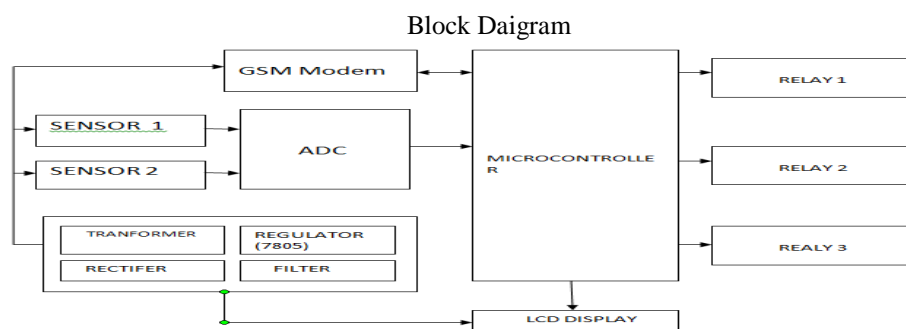 Block Daigram
GSM Modem
SENSOR 1
SENSOR 2
ADC
MICROCONTROLLE
R
RELAY 1
RELAY 2
REALY 3
TRANFORMER
REGULATOR
(7805)
RECTIFER
FILTER
LCD DISPLAY